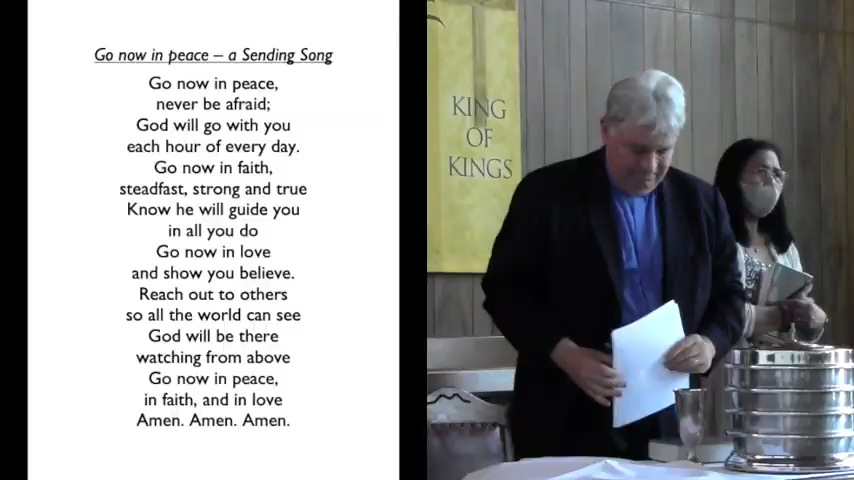 Go now in peace – a Sending Song
Go now in peace,
never be afraid;
God will go with you
each hour of every day.
Go now in faith,
steadfast, strong and true
Know he will guide you
in all you do
Go now in love
and show you believe.
Reach out to others
so all the world can see
God will be there
watching from above
Go now in peace,
in faith, and in love
Amen. Amen. Amen.
KING
OF
KINGS